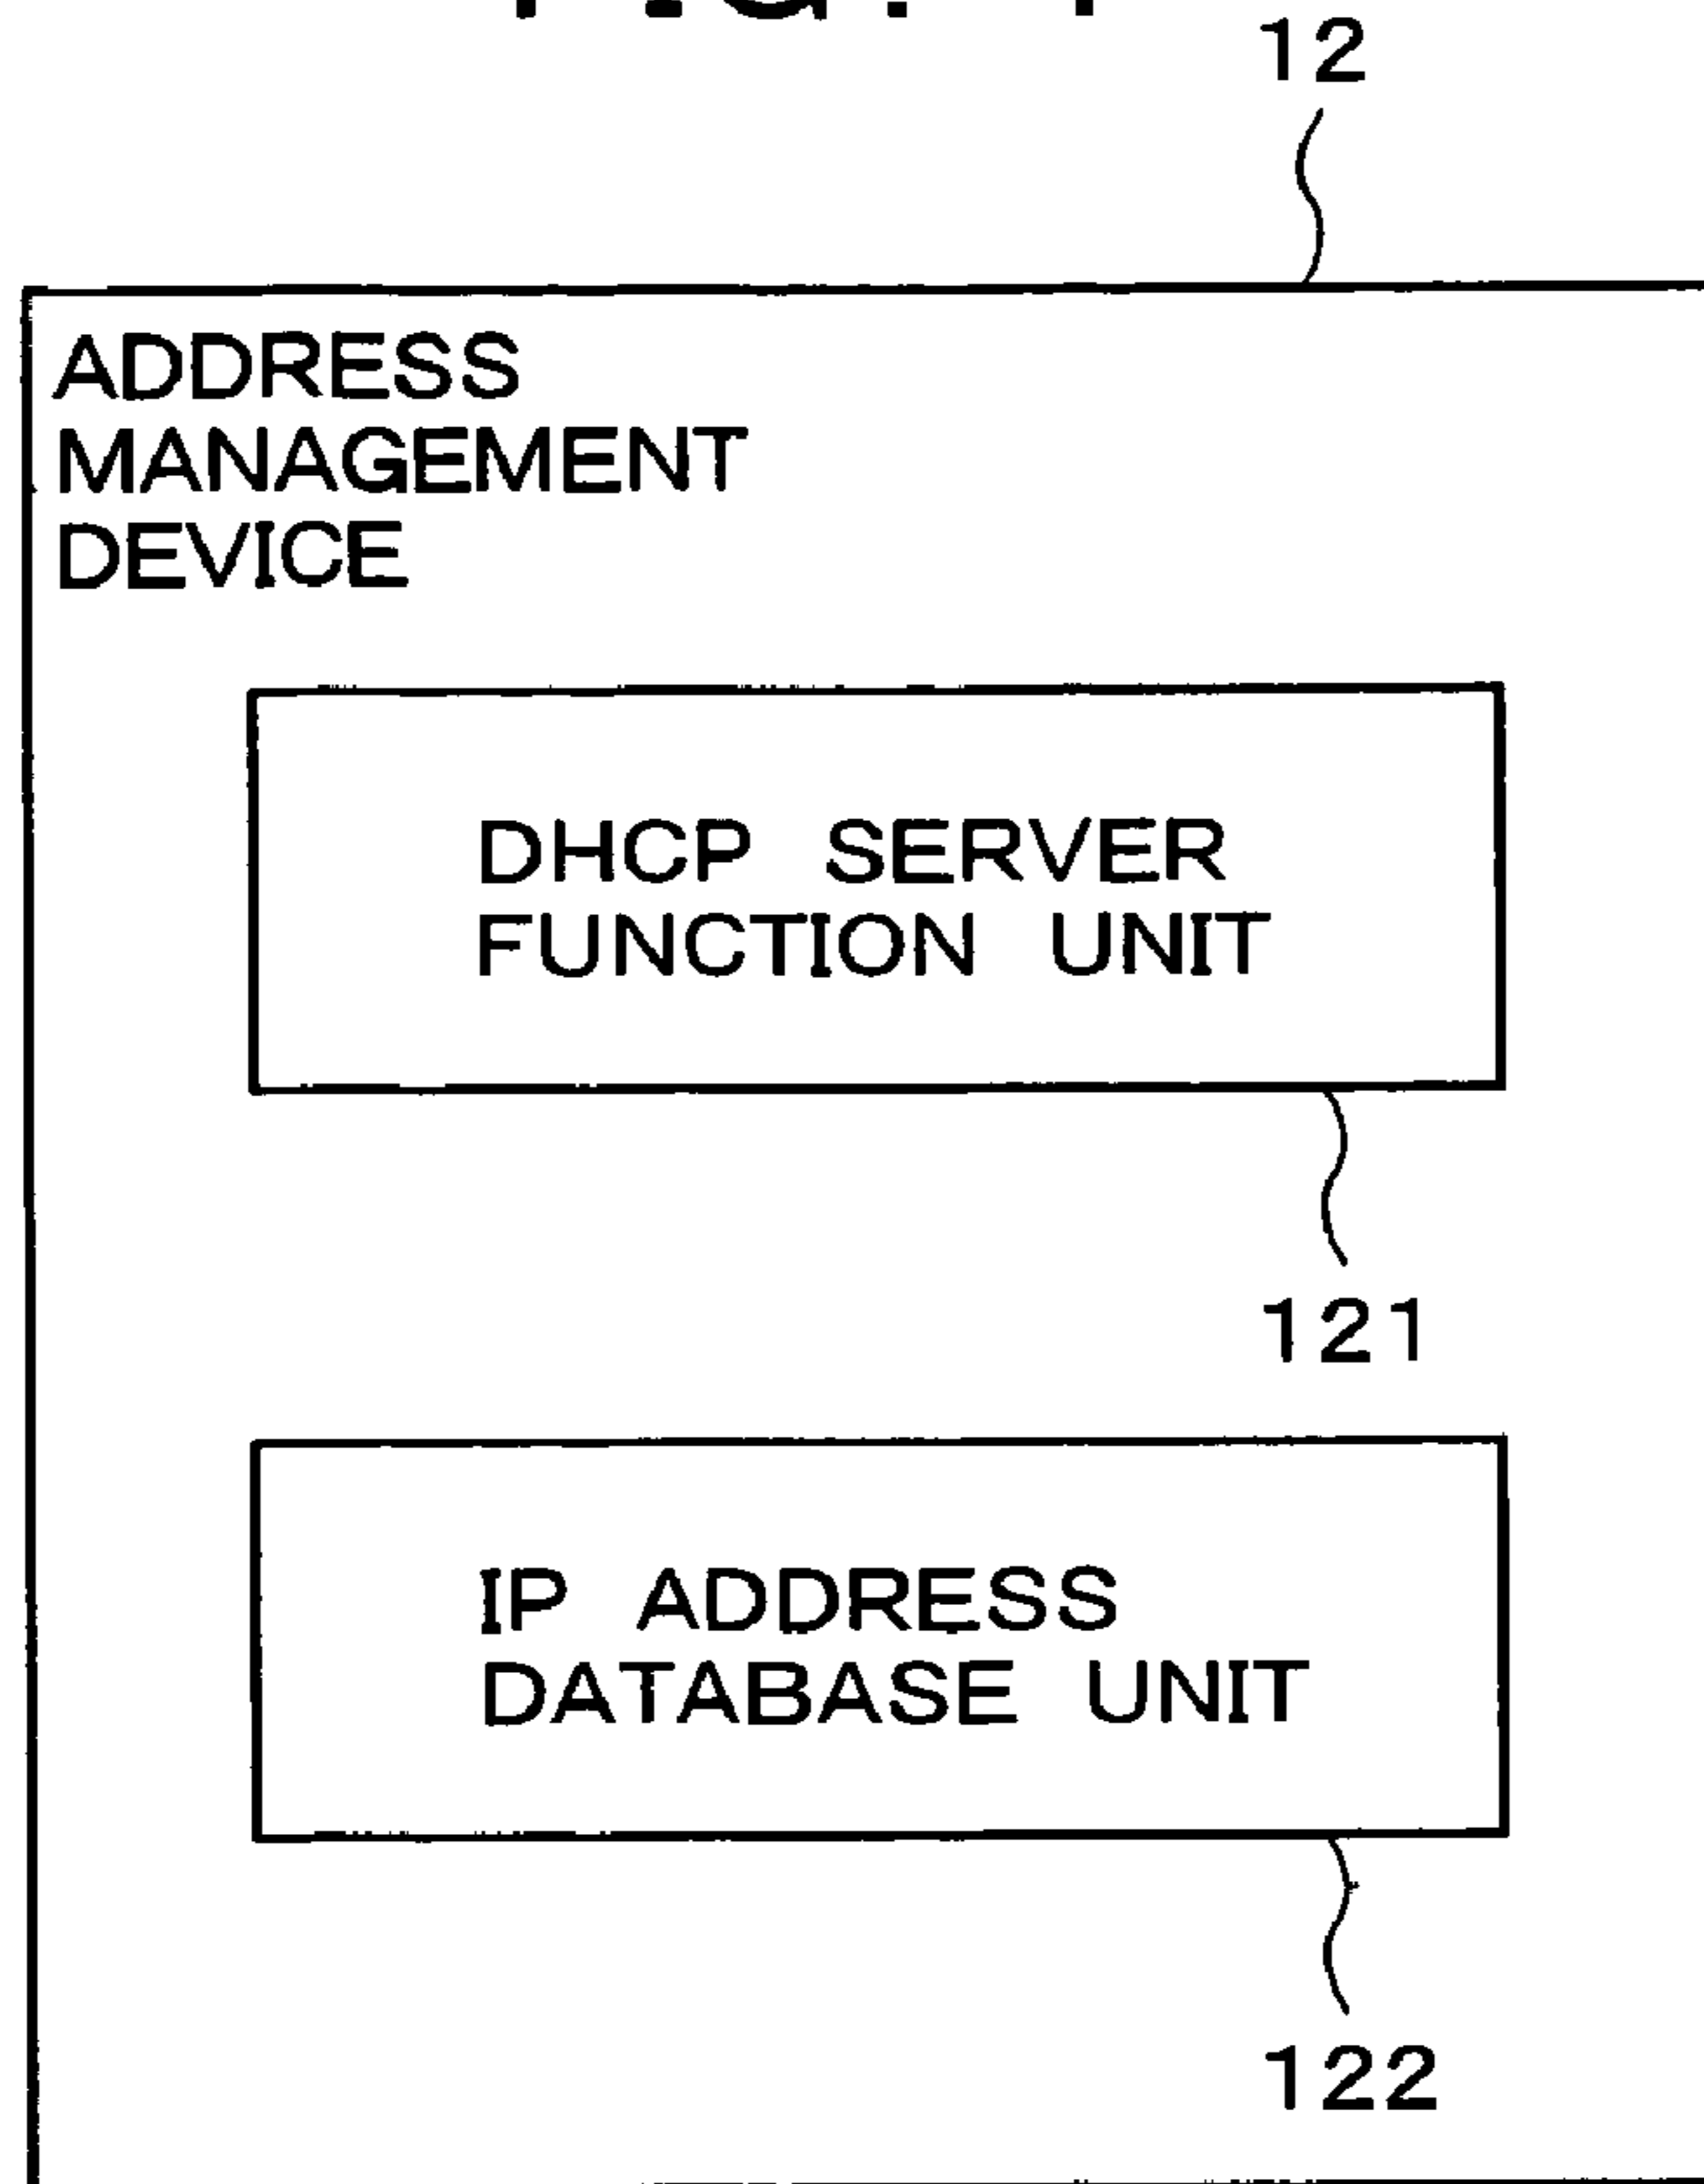 12
ADDRESS
MANAGEMENT
DEVICE
DHCP SERVER
FUNCTION UNIT
121
IP ADDRESS
DATABASE UNIT
122